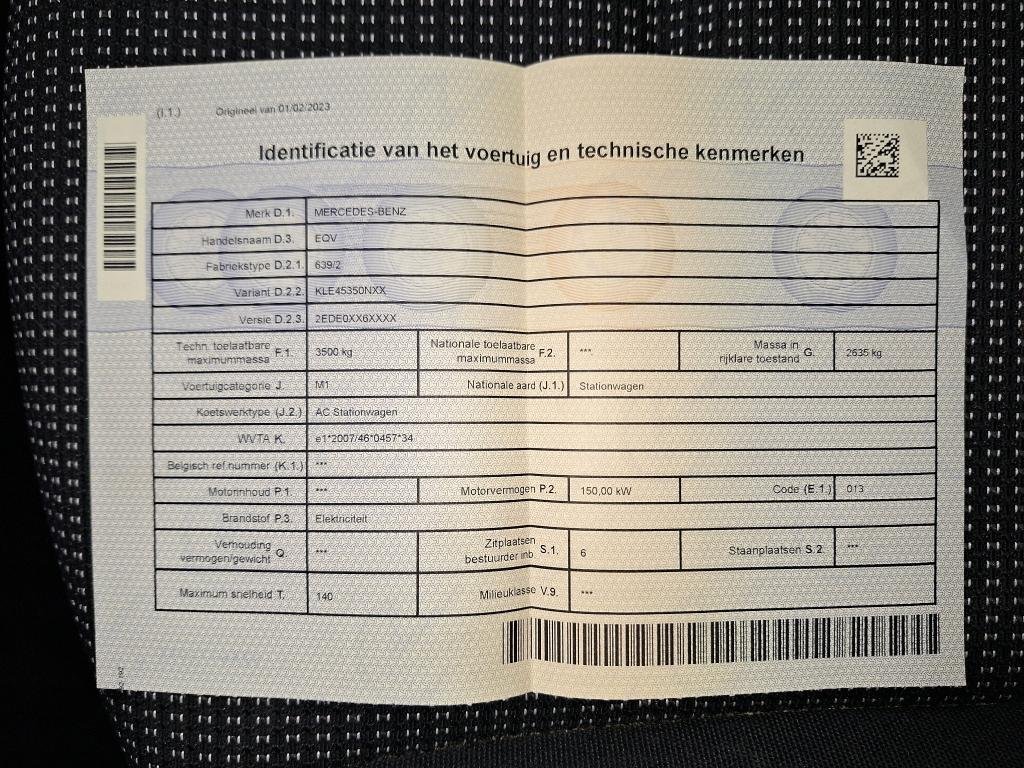 (I.1.) Origineel van 01/02/2023
Identificatie van het voertuig en technische kenmerken
Merk D.1. MERCEDES-BENZ
Handelsnaam D.3. EQV
Fabriekstype D.2.1. 639/2
Variant D.2.2. KLE45350NXX
Versie D.2.3. 2EDE0XX6XXXX
Techn. toelaatbare maximummassa F.1. 3500 kg Nationale toelaatbare maximummassa F.2. *** Massa in rijklare toestand G. 2635 kg
Voertuigcategorie J. M1 Nationale aard (J.1.) Stationwagen
Koetswerktype (J.2.) AC Stationwagen
WVTA K. e1*2007/46*0457*34
Belgisch ref.nummer (K.1.) ***
Motorinhoud P.1. *** Motorvermogen P.2. 150,00 kW Code (E.1.) 013
Brandstof P.3. Elektriciteit
Verhouding vermogen/gewicht Q. *** Zitplaatsen bestuurder inb. S.1. 6 Staanplaatsen S.2. ***
Maximum snelheid T. 140 Milieuklasse V.9. ***